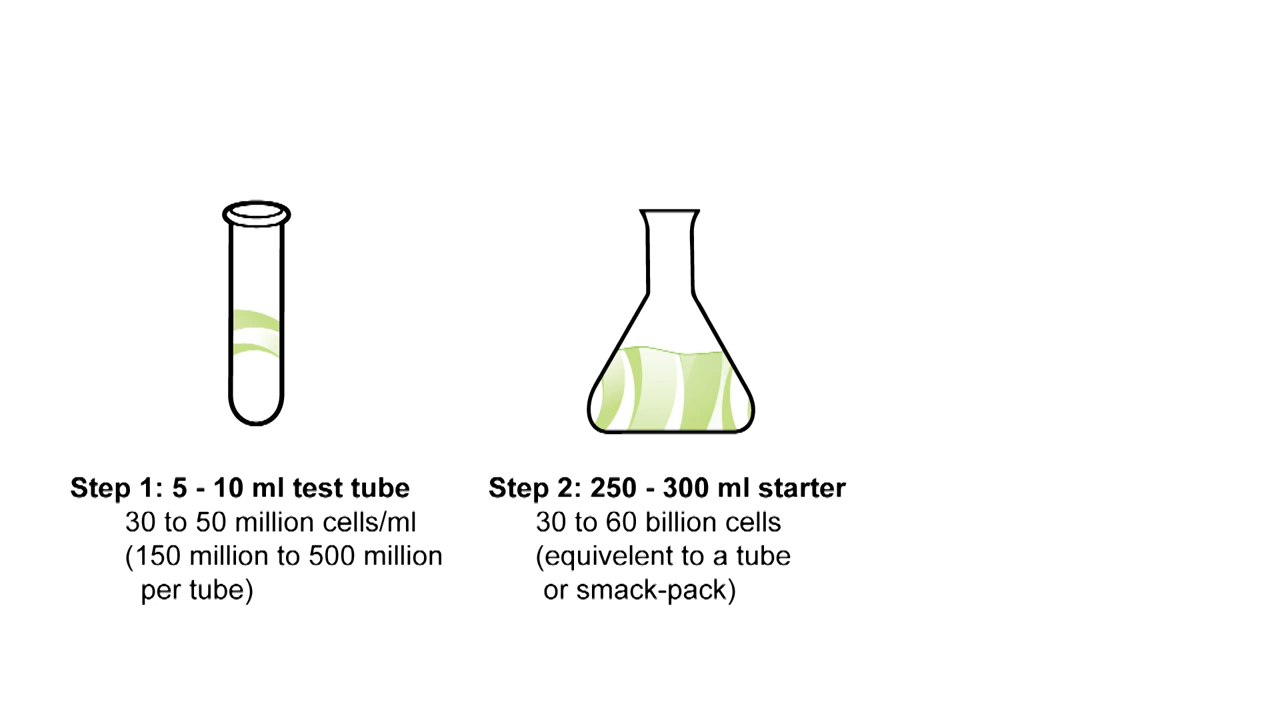 Step 1: 5 - 10 ml test tube
30 to 50 million cells/ml
(150 million to 500 million
per tube)
Step 2: 250 - 300 ml starter
30 to 60 billion cells
(equivelent to a tube
or smack-pack)